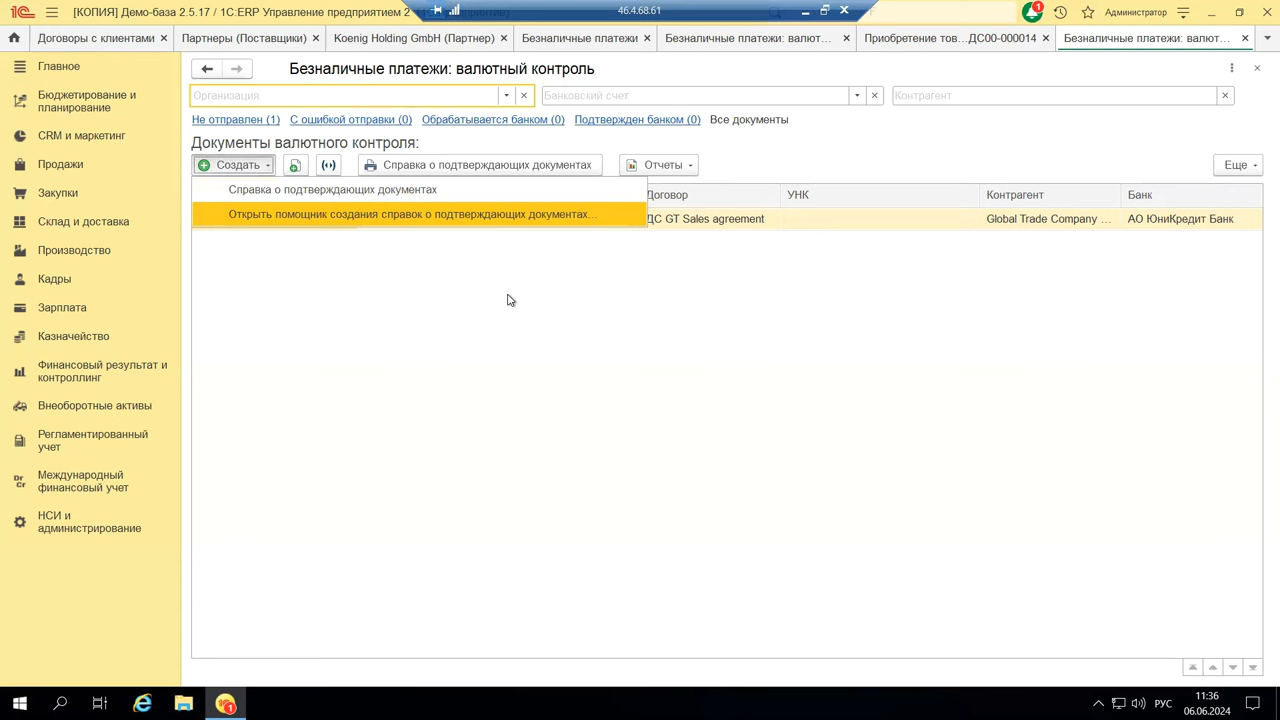 [КОПИЯ] Демо-база 2.5.17 / 1С:ERP Управление предприятием 2
46.4.68.61
1
Администратор
Договоры с клиентами
Партнеры (Поставщики)
Koenig Holding GmbH (Партнер)
Безналичные платежи
Безналичные платежи: валют...
Приобретение тов...ДС00-000014
Безналичные платежи: валют...
Главное
Бюджетирование и
планирование
CRM и маркетинг
Продажи
Закупки
Склад и доставка
Производство
Кадры
Зарплата
Казначейство
Финансовый результат и
контроллинг
Внеоборотные активы
Регламентированный
учет
Международный
финансовый учет
НСИ и
администрирование
Безналичные платежи: валютный контроль
Организация
Банковский счет
Контрагент
Не отправлен (1)
С ошибкой отправки (0)
Обрабатывается банком (0)
Подтвержден банком (0)
Все документы
Документы валютного контроля:
Создать
Справка о подтверждающих документах
Отчеты
Еще
Справка о подтверждающих документах
Открыть помощник создания справок о подтверждающих документах...
Договор
УНК
Контрагент
Банк
ДС GT Sales agreement
Global Trade Company ...
АО ЮниКредит Банк
1
РУС
11:36
06.06.2024